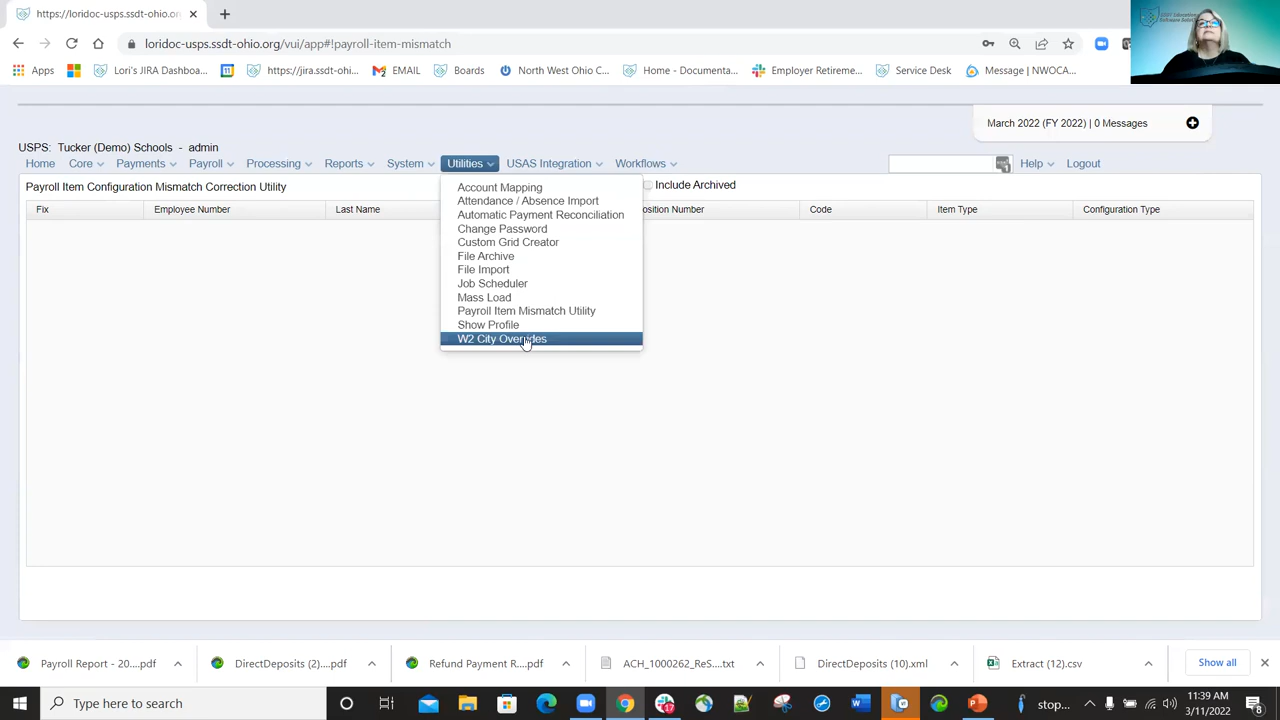 https://loridoc-usps.ssdt-ohio.org
loridoc-usps.ssdt-ohio.org/vui/app#!payroll-item-mismatch
Apps Lori's JIRA Dashboa... https://jira.ssdt-ohi... EMAIL Boards North West Ohio C... Home - Documenta... Employer Retireme... Service Desk Message | NWOCA...
March 2022 (FY 2022) | 0 Messages
USPS: Tucker (Demo) Schools - admin
Home Core Payments Payroll Processing Reports System Utilities USAS Integration Workflows Help Logout
Payroll Item Configuration Mismatch Correction Utility Include Archived
Fix Employee Number Last Name osition Number Code Item Type Configuration Type
Account Mapping
Attendance / Absence Import
Automatic Payment Reconciliation
Change Password
Custom Grid Creator
File Archive
File Import
Job Scheduler
Mass Load
Payroll Item Mismatch Utility
Show Profile
W2 City Overrides
Payroll Report - 20....pdf DirectDeposits (2)....pdf Refund Payment R....pdf ACH_1000262_ReS....txt DirectDeposits (10).xml Extract (12).csv Show all
Type here to search
17
stop...
11:39 AM
3/11/2022
8